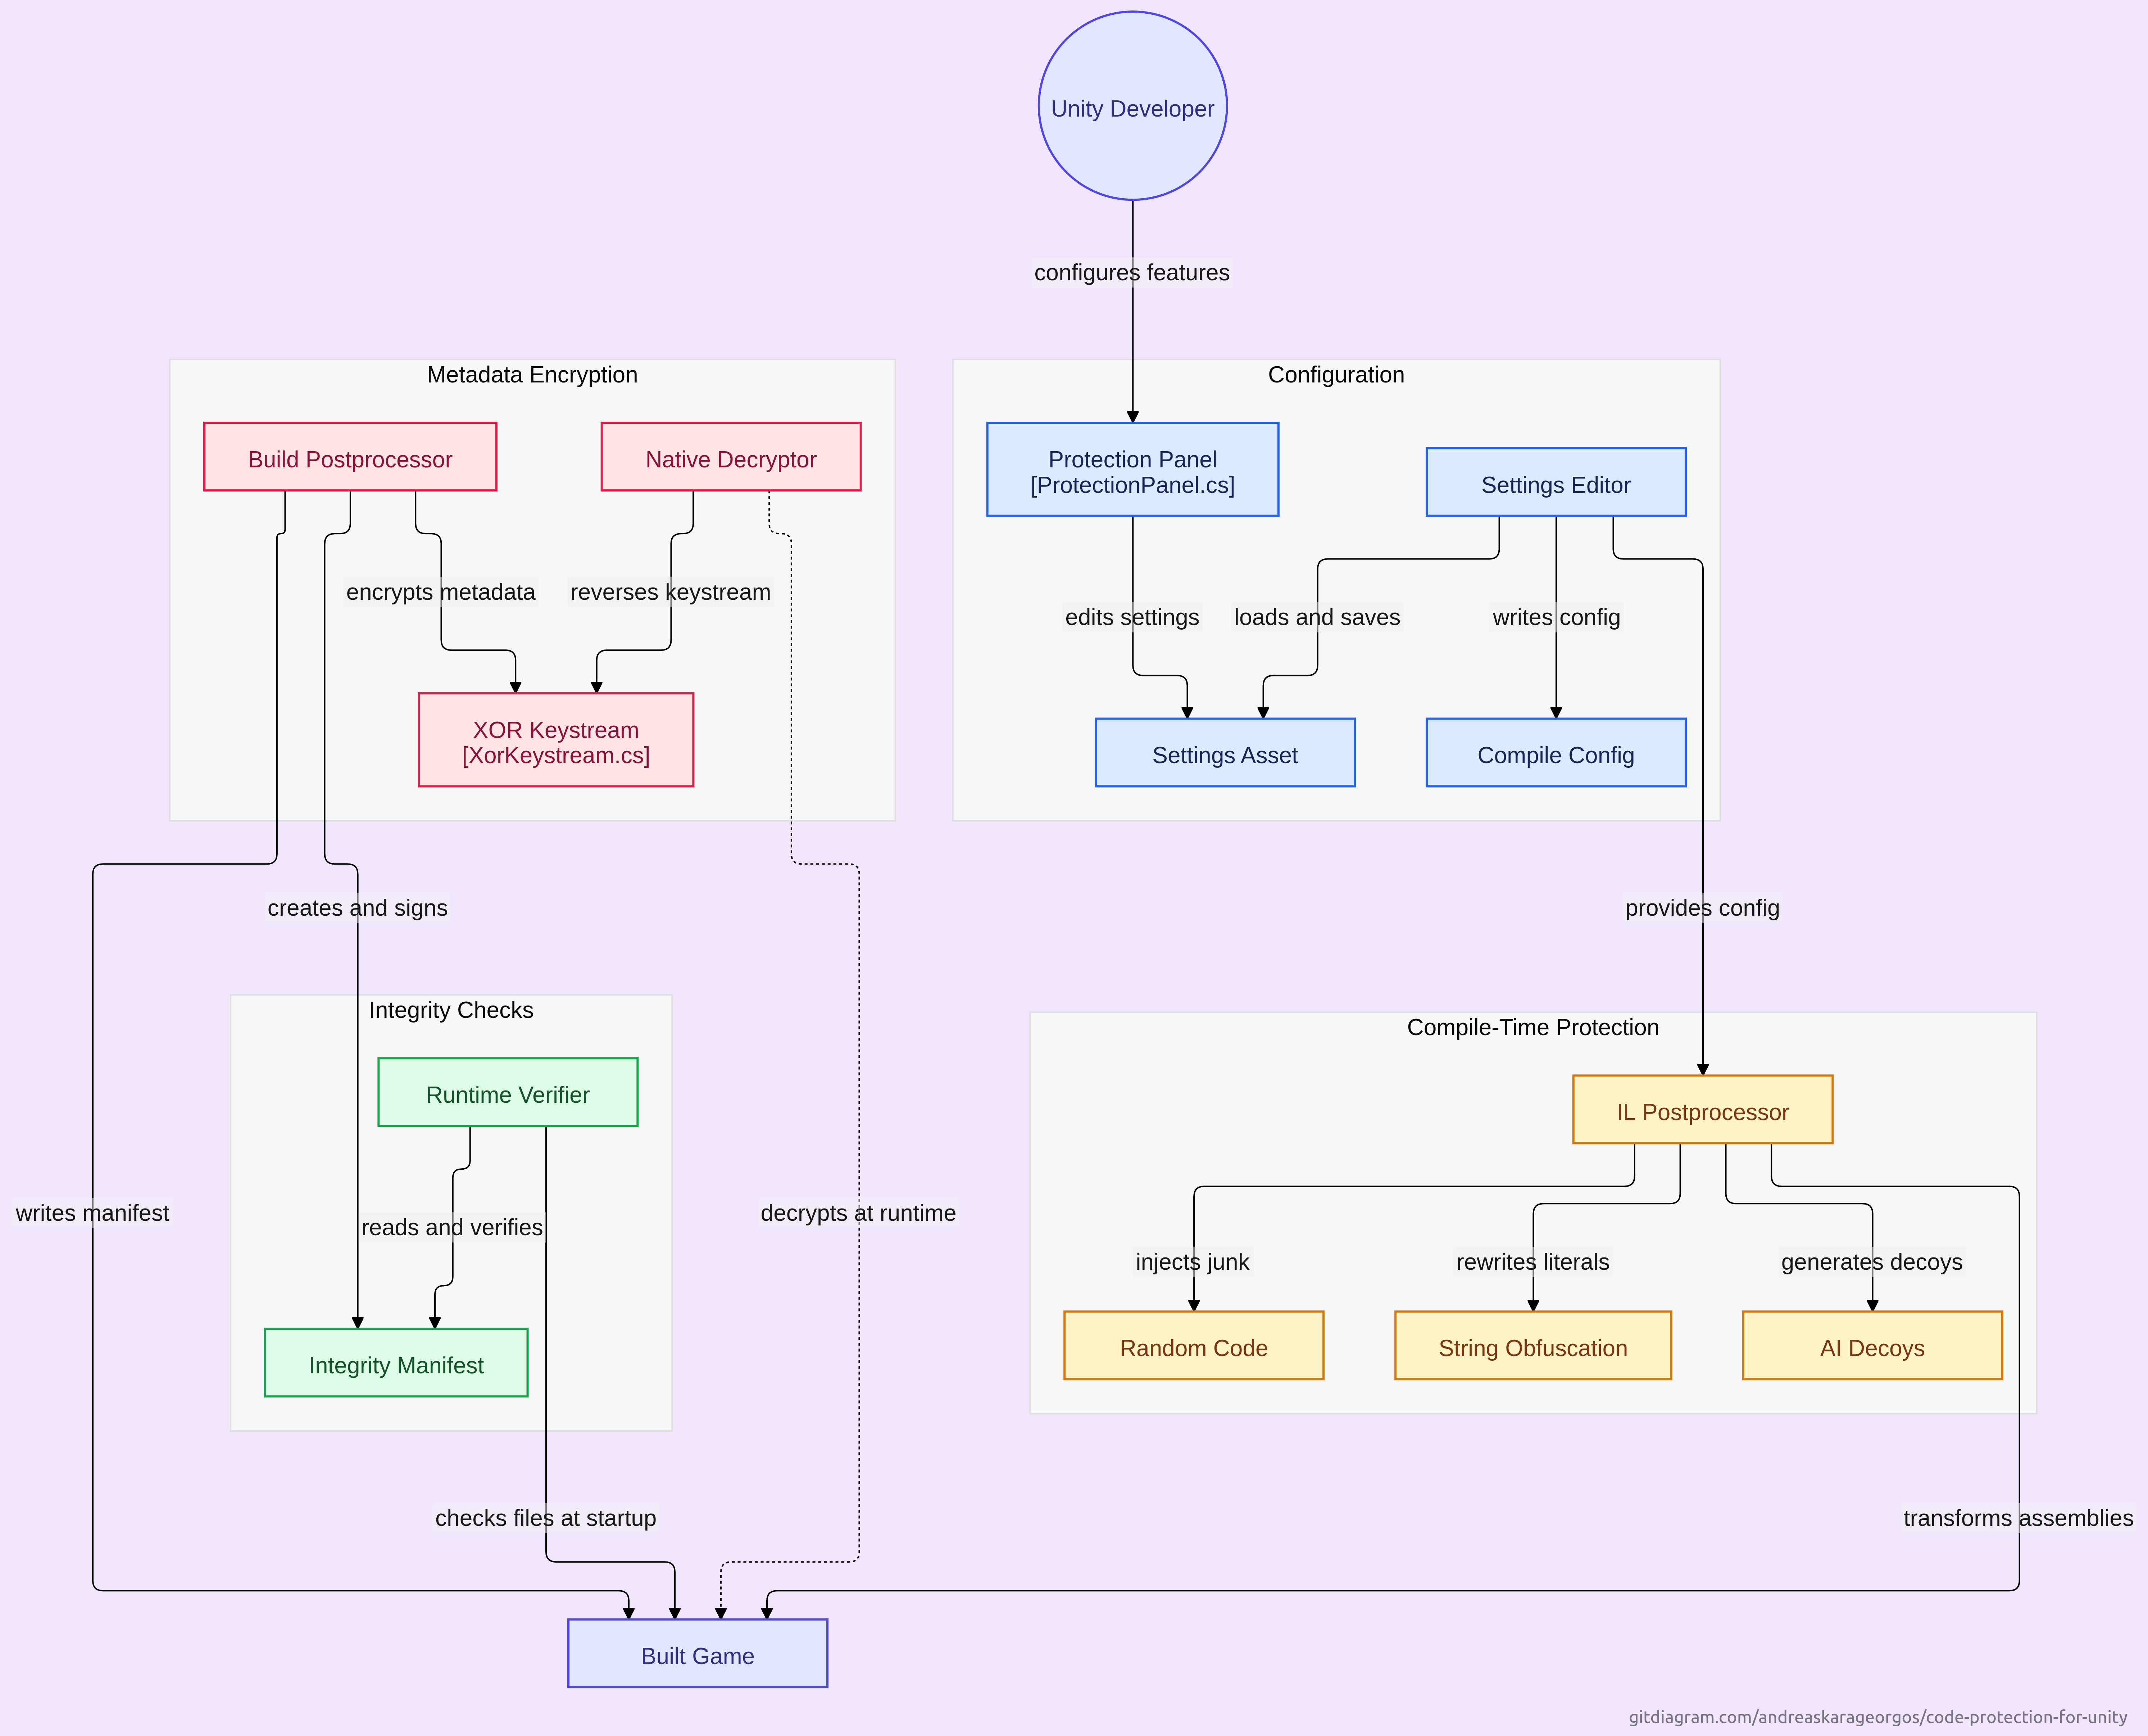 Unity Developer
configures features
Metadata Encryption
Configuration
Build Postprocessor
Native Decryptor
Protection Panel
[ProtectionPanel.cs]
Settings Editor
encrypts metadata
reverses keystream
edits settings
loads and saves
writes config
XOR Keystream
[XorKeystream.cs]
Settings Asset
Compile Config
creates and signs
provides config
Integrity Checks
Compile-Time Protection
Runtime Verifier
IL Postprocessor
writes manifest
reads and verifies
decrypts at runtime
injects junk
rewrites literals
generates decoys
Integrity Manifest
Random Code
String Obfuscation
AI Decoys
checks files at startup
transforms assemblies
Built Game
gitdiagram.com/andreaskarageorgos/code-protection-for-unity